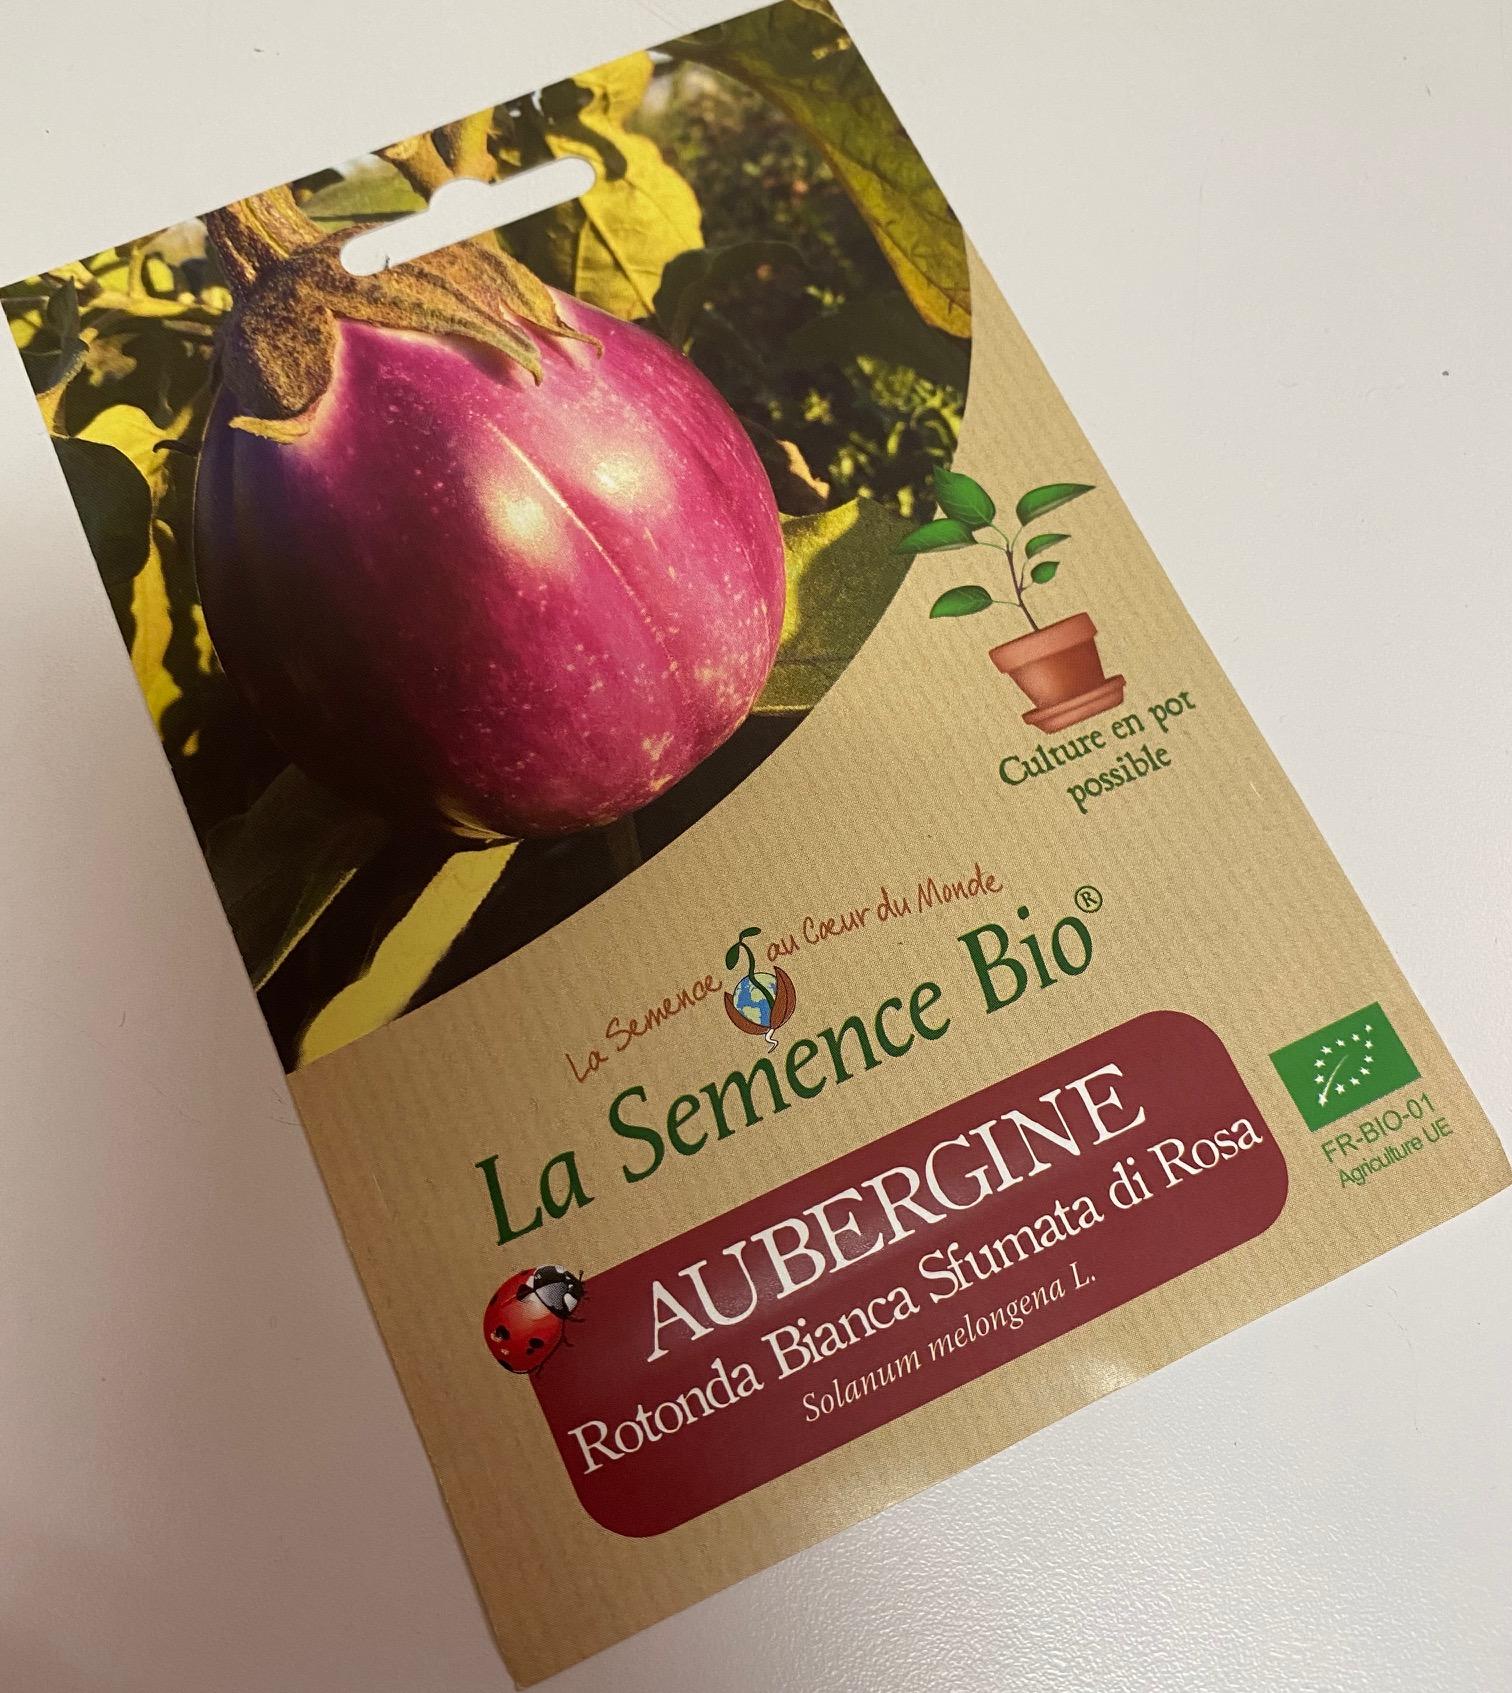 Culture en pot
possible
La Semence au Cœur du Monde
La Semence Bio®
AUBERGINE
Rotonda Bianca Sfumata di Rosa
Solanum melongena L.
FR-BIO-01
Agriculture UE